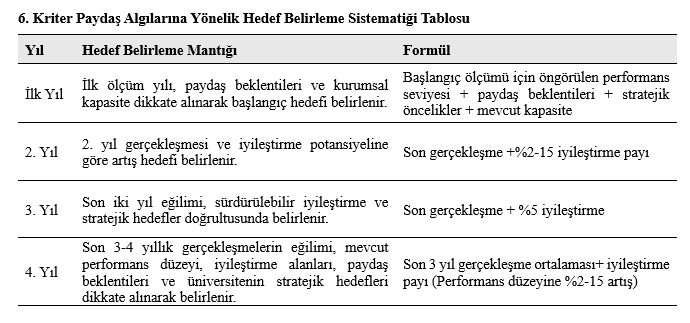 6. Kriter Paydaş Algılarına Yönelik Hedef Belirleme Sistematiği Tablosu
Yıl Hedef Belirleme Mantığı Formül
İlk Yıl
İlk ölçüm yılı, paydaş beklentileri ve kurumsal
kapasite dikkate alınarak başlangıç hedefi belirlenir.
Başlangıç ölçümü için öngörülen performans
seviyesi + paydaş beklentileri + stratejik
öncelikler + mevcut kapasite
2. Yıl
2. yıl gerçekleşmesi ve iyileştirme potansiyeline
göre artış hedefi belirlenir.
Son gerçekleşme +%2-15 iyileştirme payı
3. Yıl
Son iki yıl eğilimi, sürdürülebilir iyileştirme ve
stratejik hedefler doğrultusunda belirlenir.
Son gerçekleşme + %5 iyileştirme
4. Yıl
Son 3-4 yıllık gerçekleşmelerin eğilimi, mevcut
performans düzeyi, iyileştirme alanları, paydaş
beklentileri ve üniversitenin stratejik hedefleri
dikkate alınarak belirlenir.
Son 3 yıl gerçekleşme ortalaması+ iyileştirme
payı (Performans düzeyine %2-15 artış)